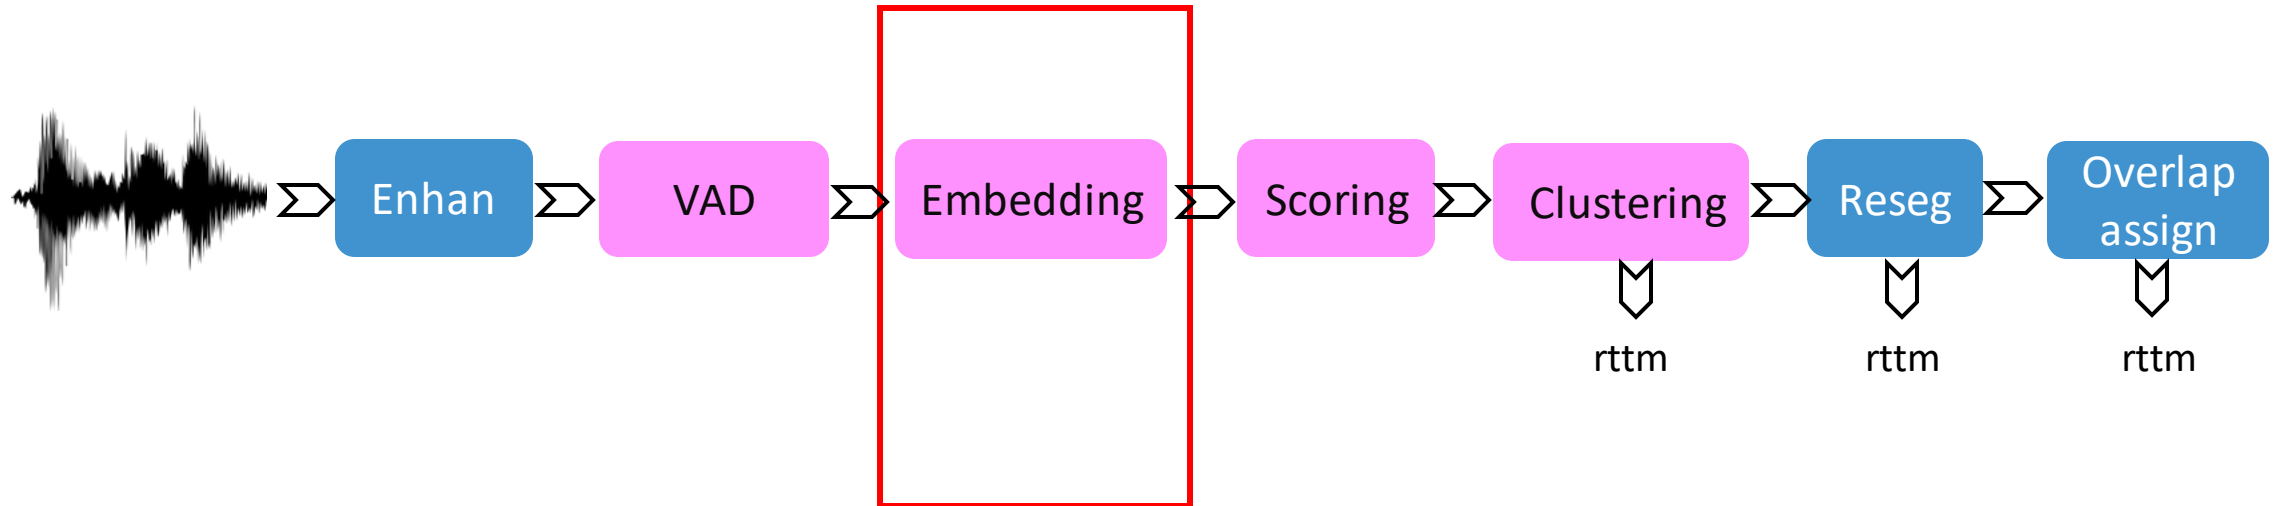 Enhan
VAD
Embedding
Scoring
Clustering
Reseg
Overlap
assign
rttm
rttm
rttm